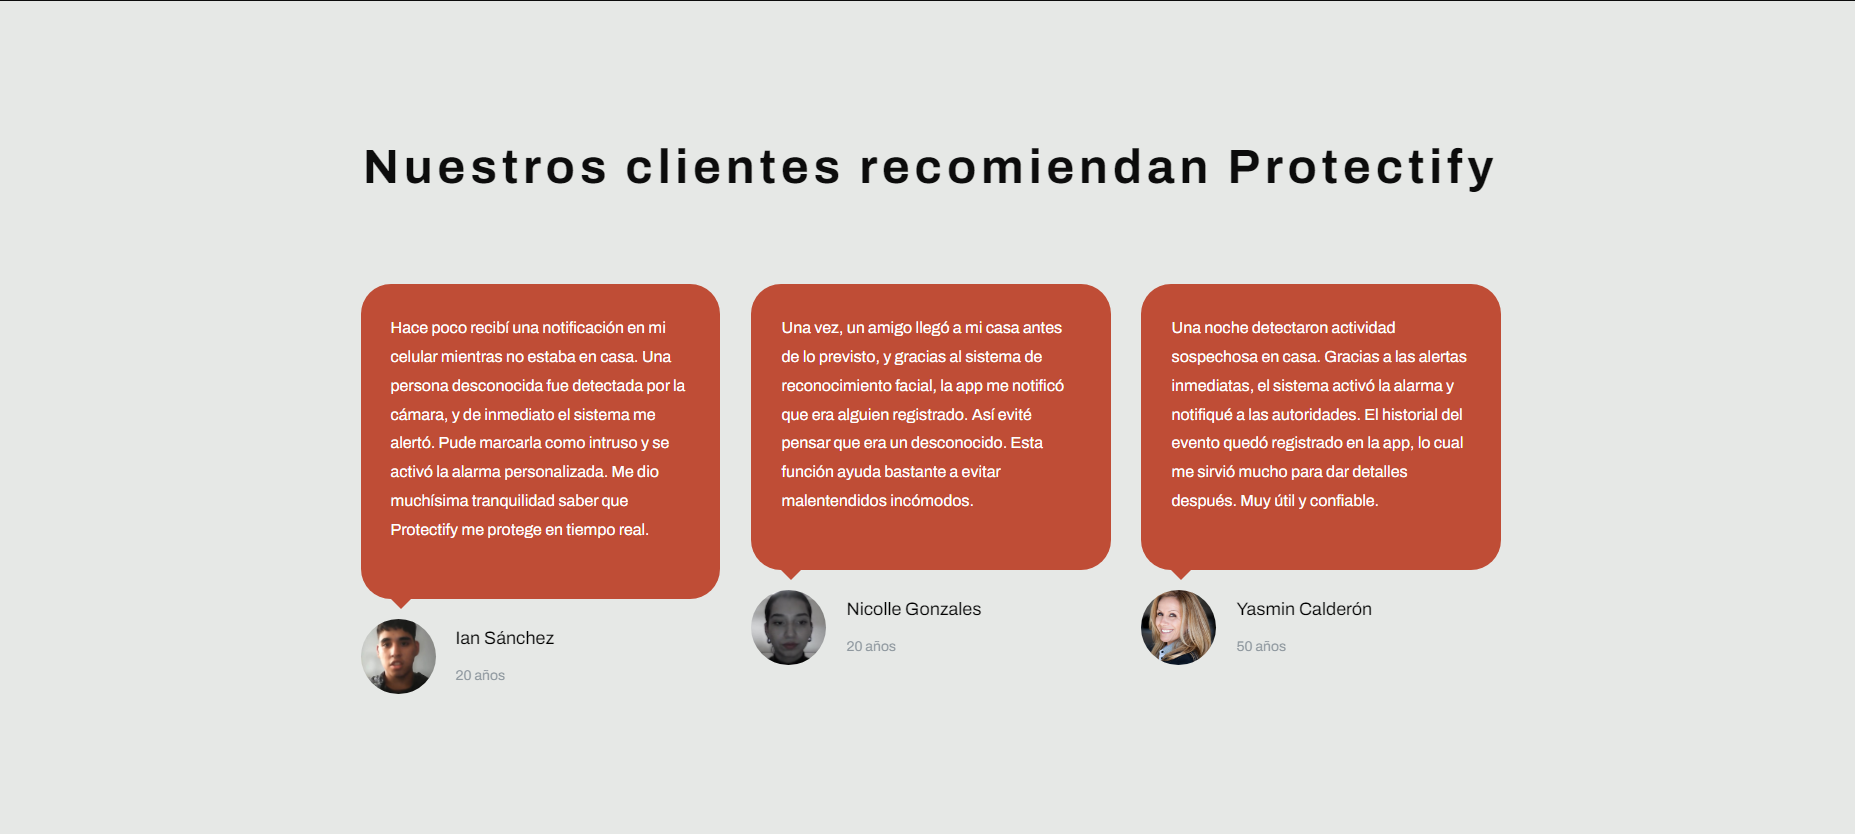 Nuestros clientes recomiendan Protectify
Hace poco recibí una notificación en mi
celular mientras no estaba en casa. Una
persona desconocida fue detectada por la
cámara, y de inmediato el sistema me
alertó. Pude marcarla como intruso y se
activó la alarma personalizada. Me dio
muchísima tranquilidad saber que
Protectify me protege en tiempo real.
Ian Sánchez
20 años
Una vez, un amigo llegó a mi casa antes
de lo previsto, y gracias al sistema de
reconocimiento facial, la app me notificó
que era alguien registrado. Así evité
pensar que era un desconocido. Esta
función ayuda bastante a evitar
malentendidos incómodos.
Nicolle Gonzales
20 años
Una noche detectaron actividad
sospechosa en casa. Gracias a las alertas
inmediatas, el sistema activó la alarma y
notifiqué a las autoridades. El historial del
evento quedó registrado en la app, lo cual
me sirvió mucho para dar detalles
después. Muy útil y confiable.
Yasmin Calderón
50 años